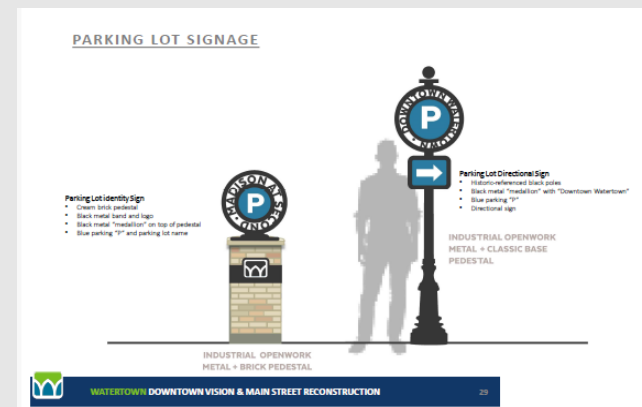 PARKING LOT SIGNAGE
DOWNTOWN WATERTOWN
P
Parking Lot Identity Sign
• Cream brick pedestal
• Black metal band and logo
• Black metal "medallion" on top of pedestal
• Blue parking "P" and parking lot name
MADISON AT SECOND
P
Parking Lot Directional Sign
• Historic-referenced black poles
• Black metal "medallion" with "Downtown Watertown"
• Blue parking "P"
• Directional sign
INDUSTRIAL OPENWORK
METAL + CLASSIC BASE
PEDESTAL
INDUSTRIAL OPENWORK
METAL + BRICK PEDESTAL
WATERTOWN DOWNTOWN VISION & MAIN STREET RECONSTRUCTION
29